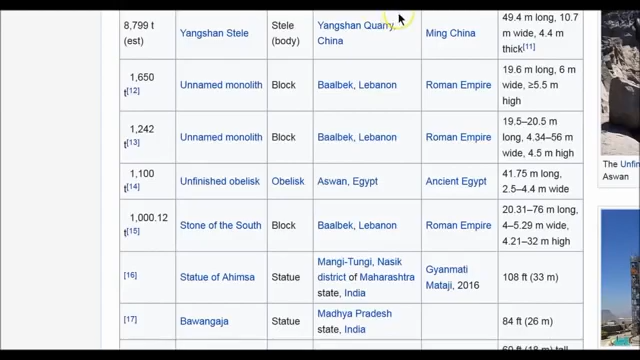 8,799 t
(est)
Yangshan Stele
Stele
(body)
Yangshan Quarry,
China
Ming China
49.4 m long, 10.7
m wide, 4.4 m
thick[11]
1,650
t[12]
Unnamed monolith
Block
Baalbek, Lebanon
Roman Empire
19.6 m long, 6 m
wide, ≥5.5 m
high
1,242
t[13]
Unnamed monolith
Block
Baalbek, Lebanon
Roman Empire
19.5–20.5 m
long, 4.34–56 m
wide, 4.5 m high
1,100
t[14]
Unfinished obelisk
Obelisk
Aswan, Egypt
Ancient Egypt
41.75 m long,
2.5–4.4 m wide
1,000.12
t[15]
Stone of the South
Block
Baalbek, Lebanon
Roman Empire
20.31–76 m long,
4–5.29 m wide,
4.21–32 m high
[16]
Statue of Ahimsa
Statue
Mangi-Tungi, Nasik
district of Maharashtra
state, India
Gyanmati
Mataji, 2016
108 ft (33 m)
[17]
Bawangaja
Statue
Madhya Pradesh
state, India
84 ft (26 m)
The Unfin
Aswan